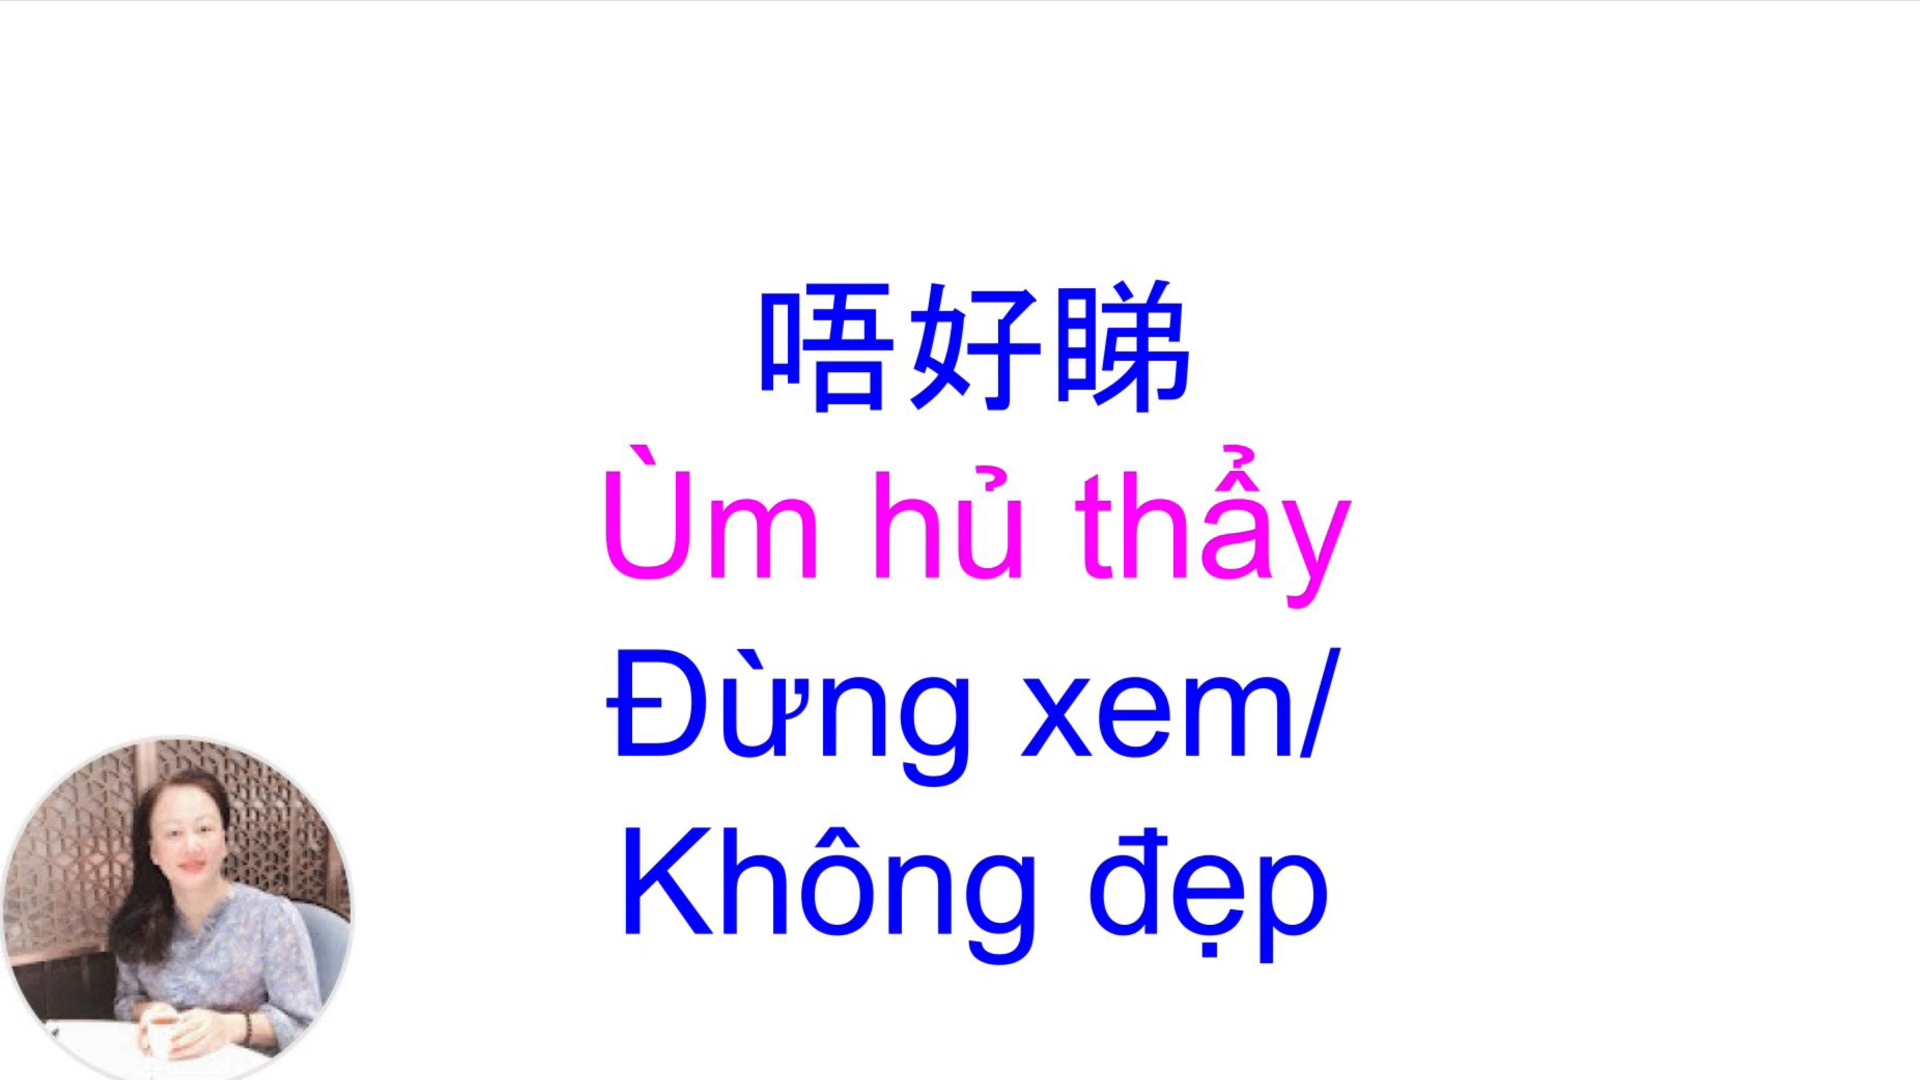 唔好睇
Ùm hủ thẩy
Đừng xem/
Không đẹp